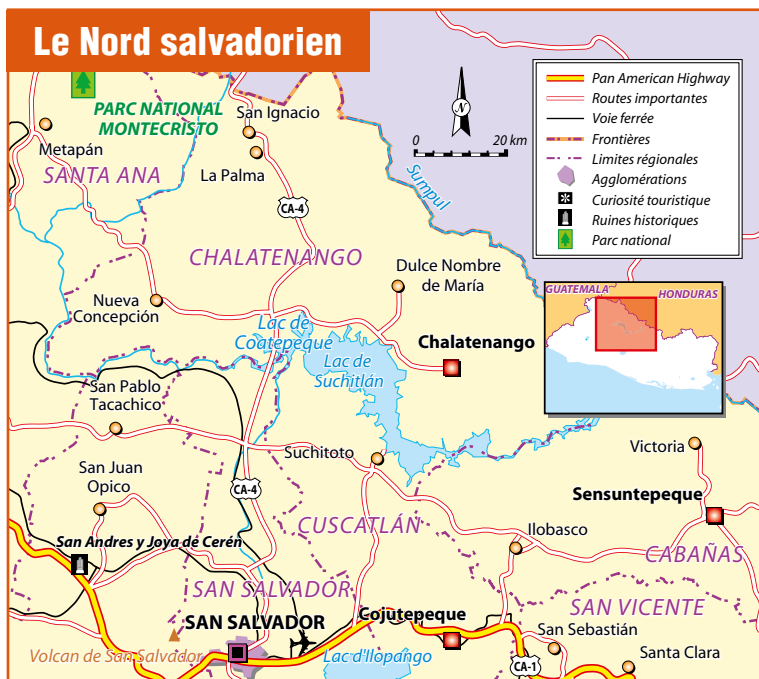 Le Nord salvadorien
PARC NATIONAL
MONTECRISTO
San Ignacio
Metapán
SANTA ANA
La Palma
CA-4
N
0 20 km
Sumpul
Pan American Highway
Routes importantes
Voie ferrée
Frontières
Limites régionales
Agglomérations
Curiosité touristique
Ruines historiques
Parc national
CHALATENANGO
Dulce Nombre
de María
GUATEMALA
HONDURAS
Nueva
Concepción
Lac de
Coatepeque
Lac de
Suchitlán
Chalatenango
San Pablo
Tacachico
Suchitoto
Victoria
San Juan
Opico
CA-4
Sensuntepeque
CUSCATLÁN
Ilobasco
San Andres y Joya de Cerén
CABAÑAS
SAN SALVADOR
SAN VICENTE
SAN SALVADOR
Cojutepeque
San Sebastián
Volcan de San Salvador
Lac d'Ilopango
CA-1
Santa Clara